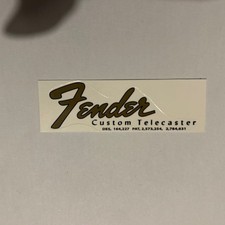 Fender
Custom Telecaster
DES. 164,227 PAT. 2,573,254. 2,784,631